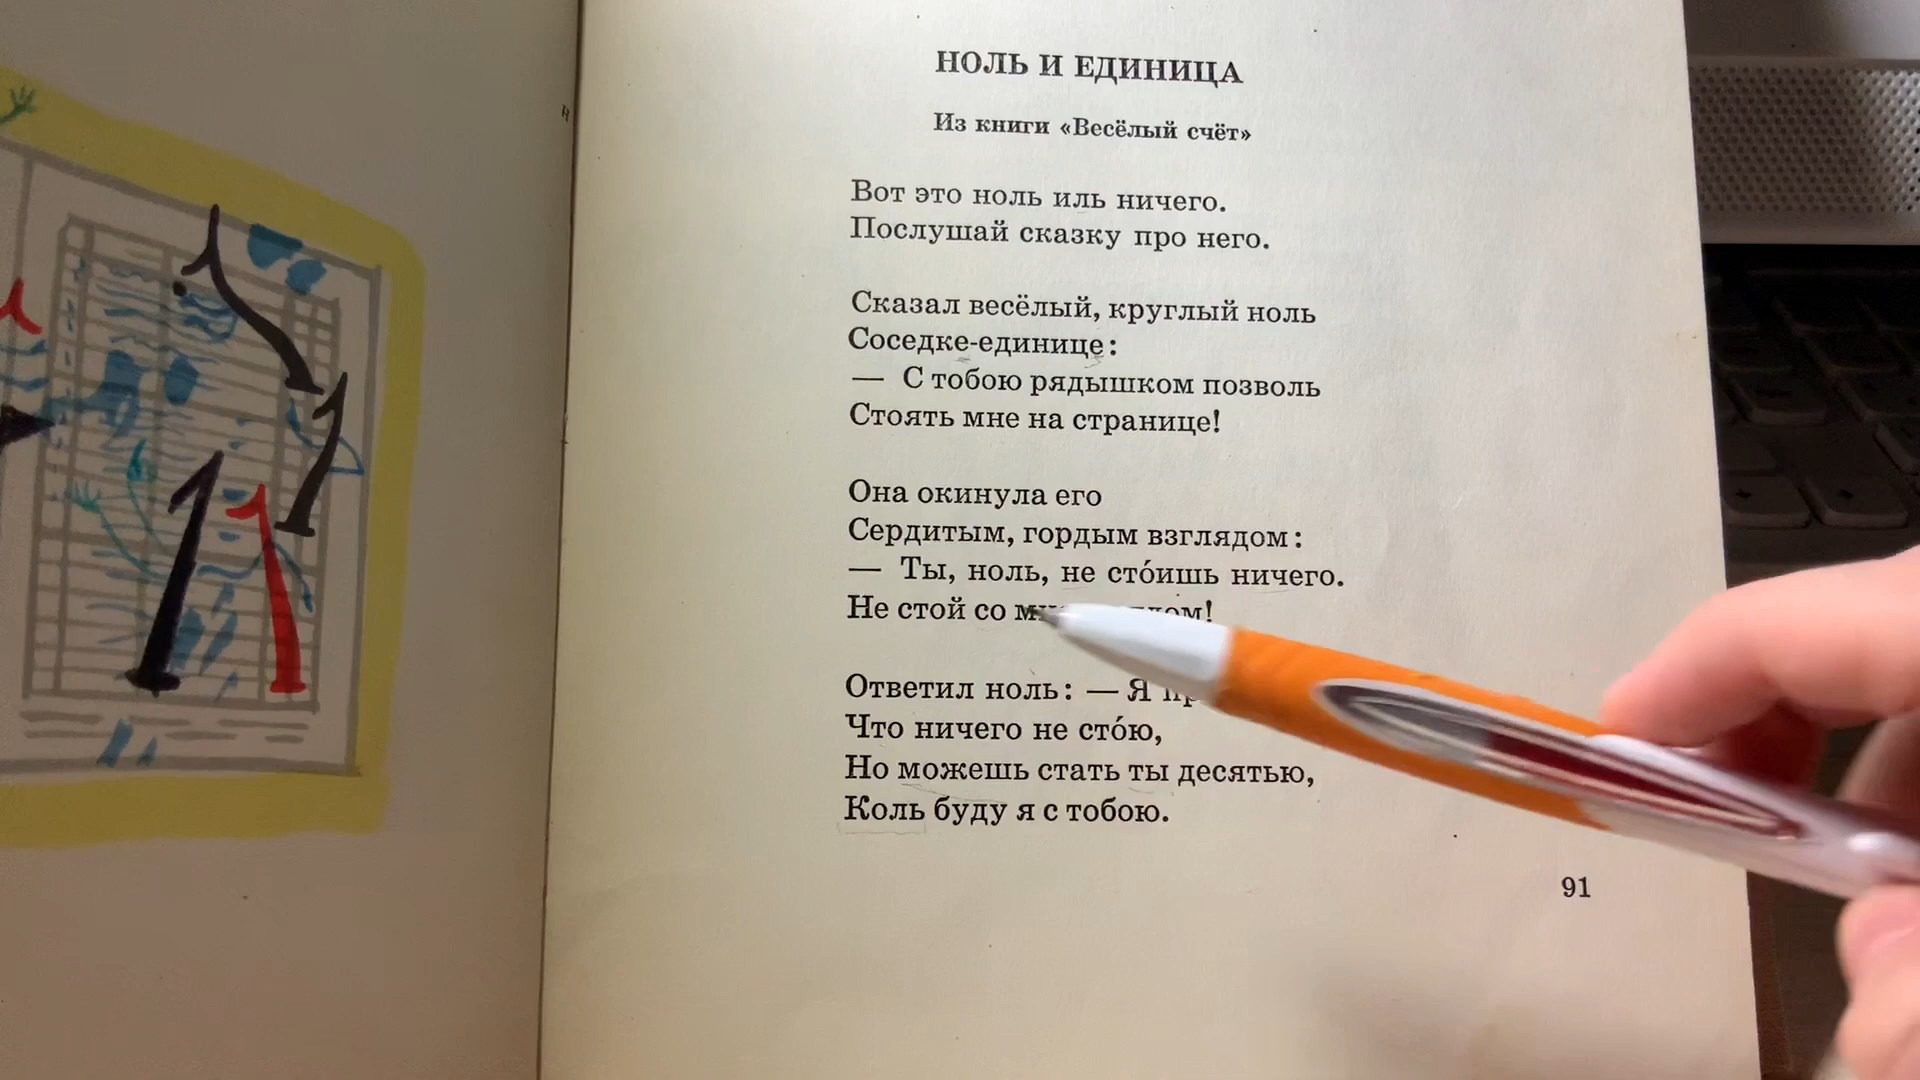 НОЛЬ И ЕДИНИЦА
Из книги «Весёлый счёт»
Вот это ноль иль ничего.
Послушай сказку про него.
Сказал весёлый, круглый ноль
Соседке-единице:
— С тобою рядышком позволь
Стоять мне на странице!
Она окинула его
Сердитым, гордым взглядом:
— Ты, ноль, не сто́ишь ничего.
Не стой со
Ответил ноль: — Я
Что ничего не сто́ю,
Но можешь стать ты десятью,
Коль буду я с тобою.
91